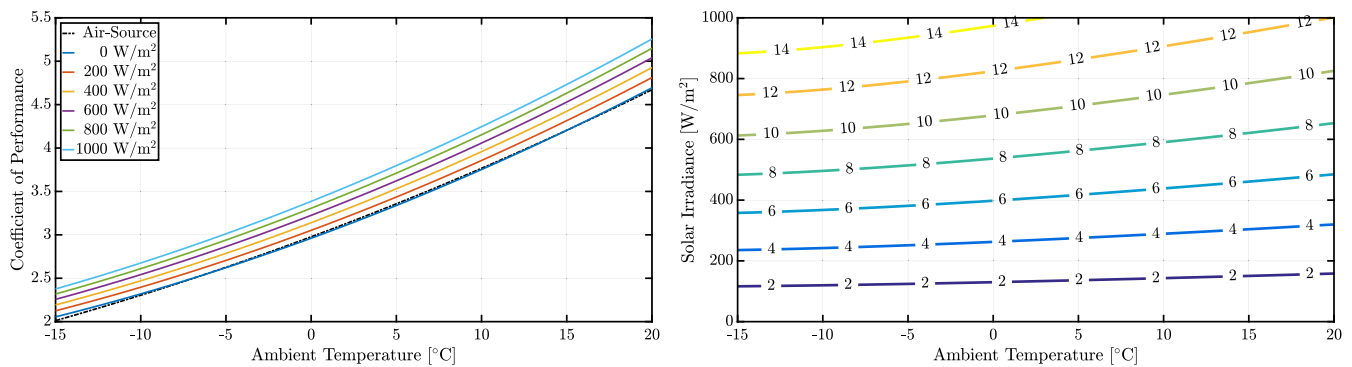 5.5
5
4.5
4
3.5
3
2.5
2
Coefficient of Performance
Air-Source
0 W/m²
200 W/m²
400 W/m²
600 W/m²
800 W/m²
1000 W/m²
-15 -10 -5 0 5 10 15 20
Ambient Temperature [°C]
1000
800
600
400
200
0
Solar Irradiance [W/m²]
14 14 14 14
12 12 12 12 12 12 12
10 10 10 10 10 10 10
8 8 8 8 8 8 8
6 6 6 6 6 6 6
4 4 4 4 4 4 4
2 2 2 2 2 2 2
-15 -10 -5 0 5 10 15 20
Ambient Temperature [°C]